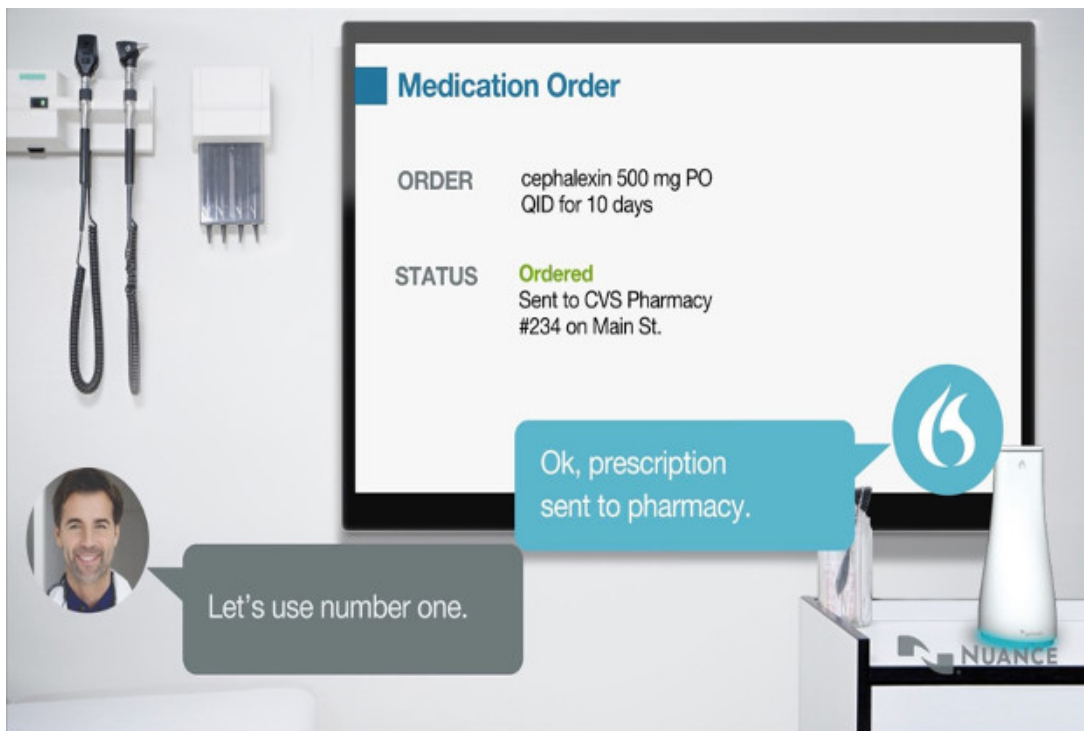 Medication Order
ORDER
cephalexin 500 mg PO
QID for 10 days
STATUS
Ordered
Sent to CVS Pharmacy
#234 on Main St.
Ok, prescription
sent to pharmacy.
Let's use number one.
NUANCE